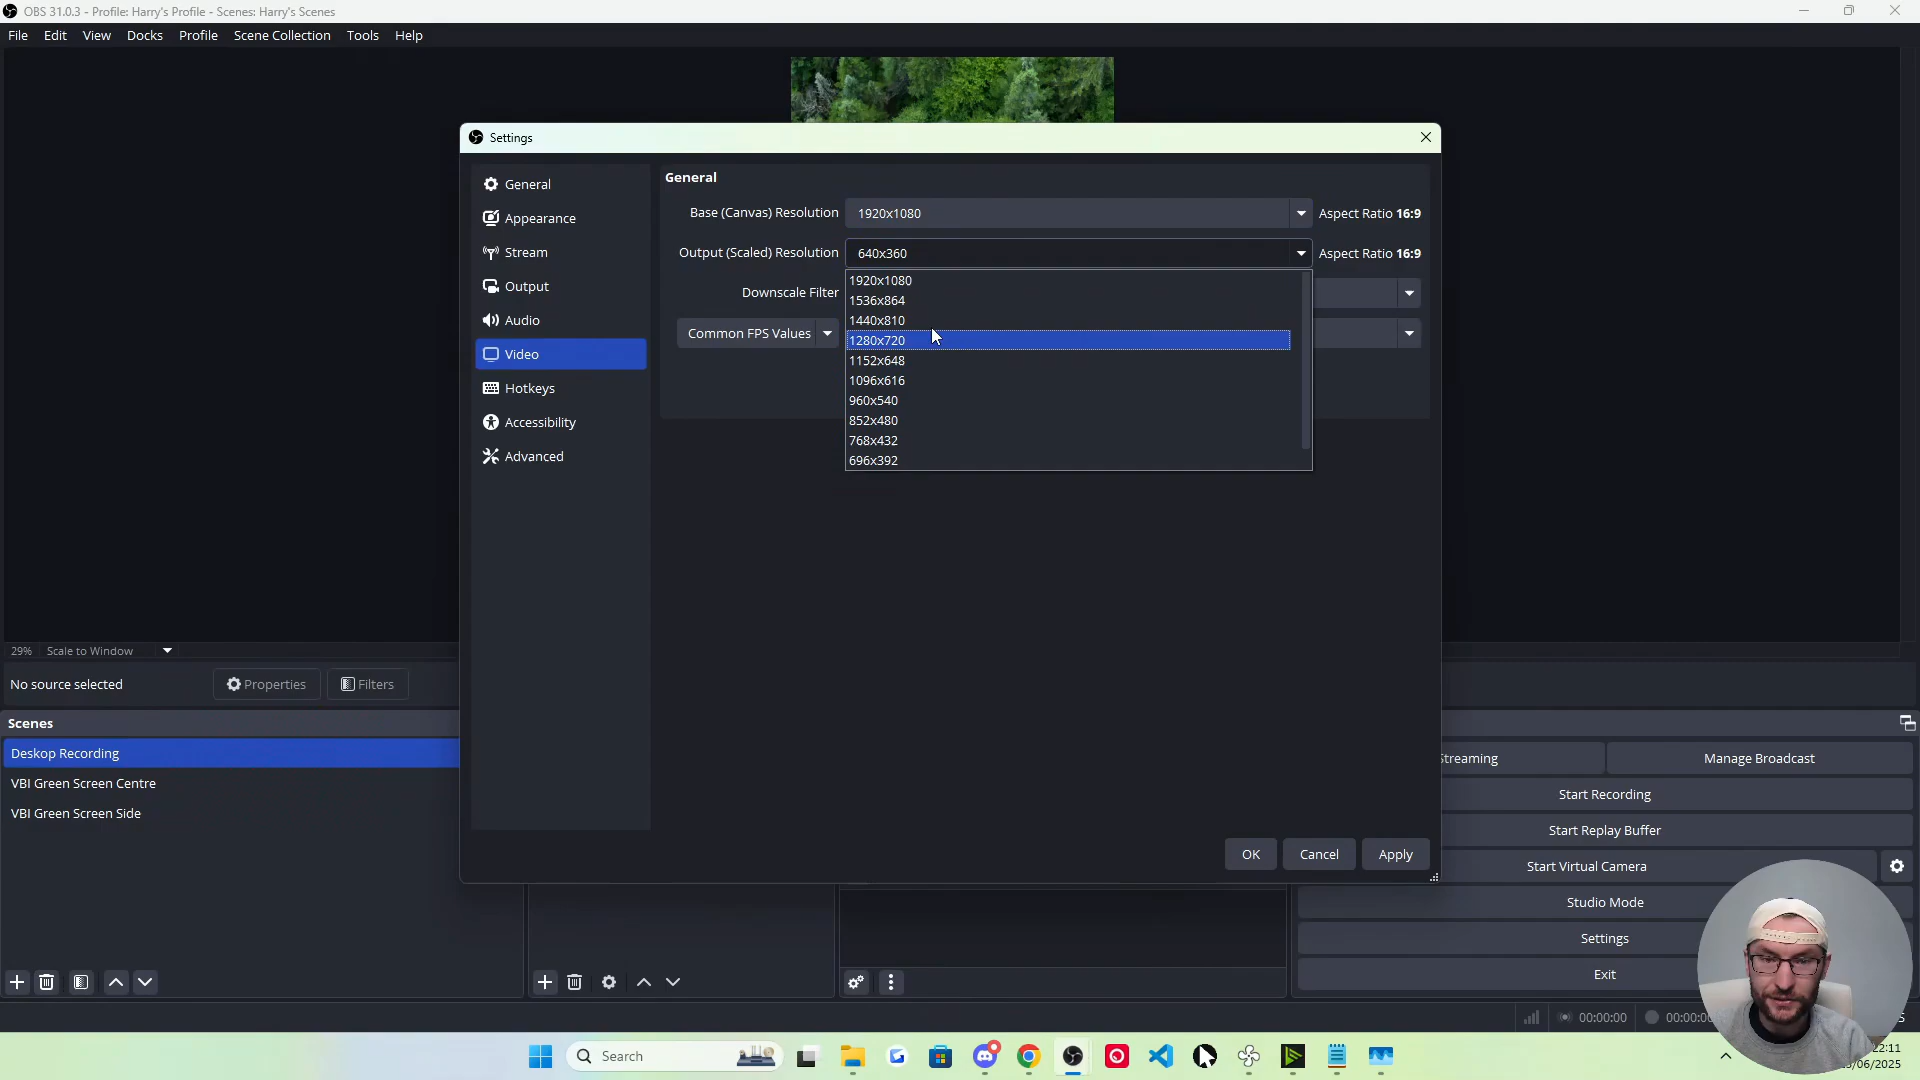 OBS 31.0.3 - Profile: Harry's Profile - Scenes: Harry's Scenes
File Edit View Docks Profile Scene Collection Tools Help
Settings
General
Appearance
Stream
Output
Audio
Video
Hotkeys
Accessibility
Advanced
General
Base (Canvas) Resolution 1920x1080 Aspect Ratio 16:9
Output (Scaled) Resolution 640x360 Aspect Ratio 16:9
Downscale Filter
Common FPS Values
1920x1080
1536x864
1440x810
1280x720
1152x648
1096x616
960x540
852x480
768x432
696x392
OK Cancel Apply
29% Scale to Window
No source selected Properties Filters
Scenes
Deskop Recording
VBI Green Screen Centre
VBI Green Screen Side
Streaming Manage Broadcast
Start Recording
Start Replay Buffer
Start Virtual Camera
Studio Mode
Settings
Exit
00:00:00
Search
22:11
/06/2025